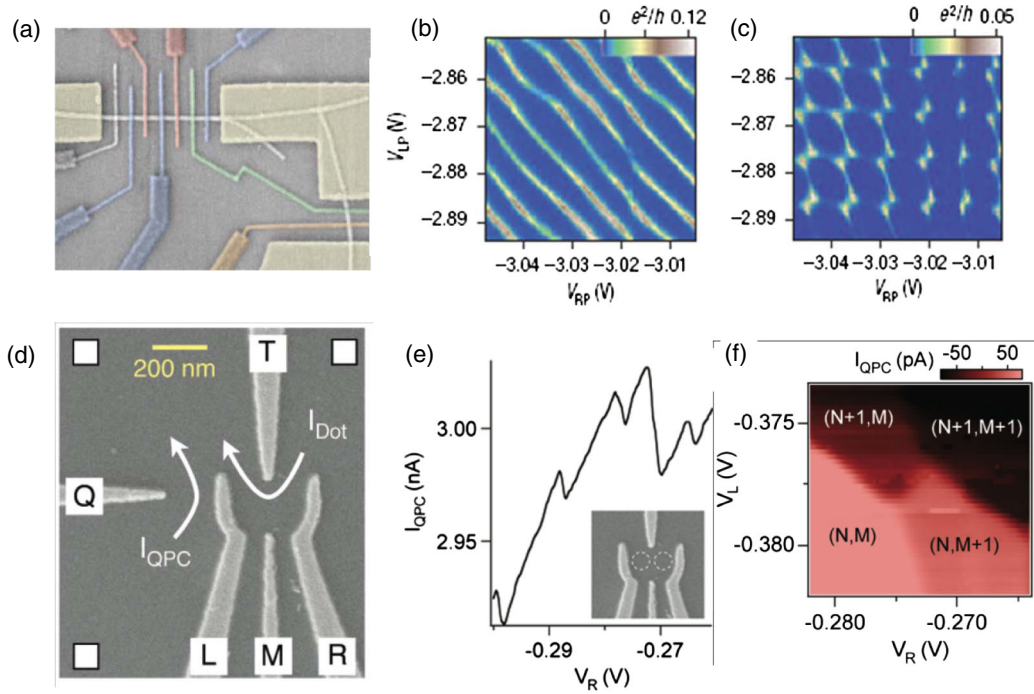 (a)
(b)
0 e²/h 0.12
−2.86
−2.87
−2.88
−2.89
V_LP (V)
−3.04 −3.03 −3.02 −3.01
V_RP (V)
(c)
0 e²/h 0.05
−2.86
−2.87
−2.88
−2.89
−3.04 −3.03 −3.02 −3.01
V_RP (V)
(d)
200 nm
T
I_Dot
Q
I_QPC
L M R
(e)
3.00
2.95
I_QPC (nA)
-0.29 -0.27
V_R (V)
(f)
I_QPC (pA) -50 50
-0.375
-0.380
V_L (V)
(N+1,M)
(N+1,M+1)
(N,M)
(N,M+1)
-0.280 -0.270
V_R (V)